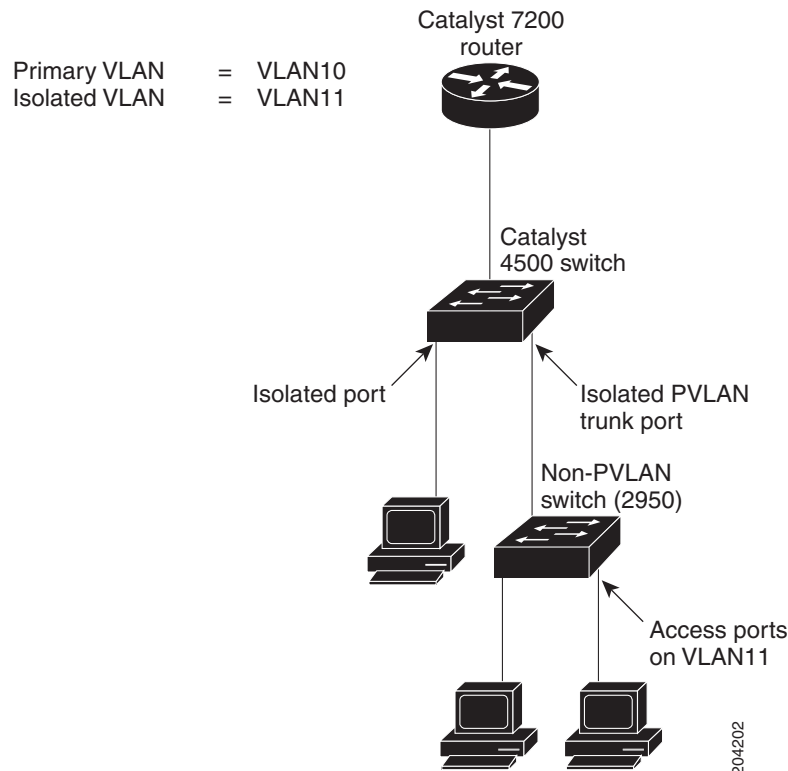 Catalyst 7200
router
Primary VLAN = VLAN10
Isolated VLAN = VLAN11
Catalyst
4500 switch
Isolated port
Isolated PVLAN
trunk port
Non-PVLAN
switch (2950)
Access ports
on VLAN11
204202